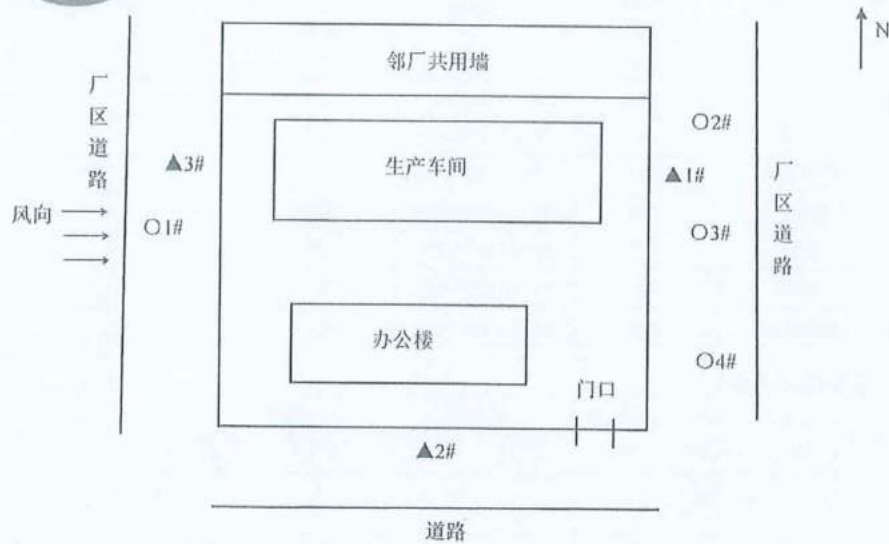 N
邻厂共用墙
厂区道路
○2#
▲3#
生产车间
▲1#
厂区道路
风向
○1#
○3#
办公楼
○4#
门口
▲2#
道路